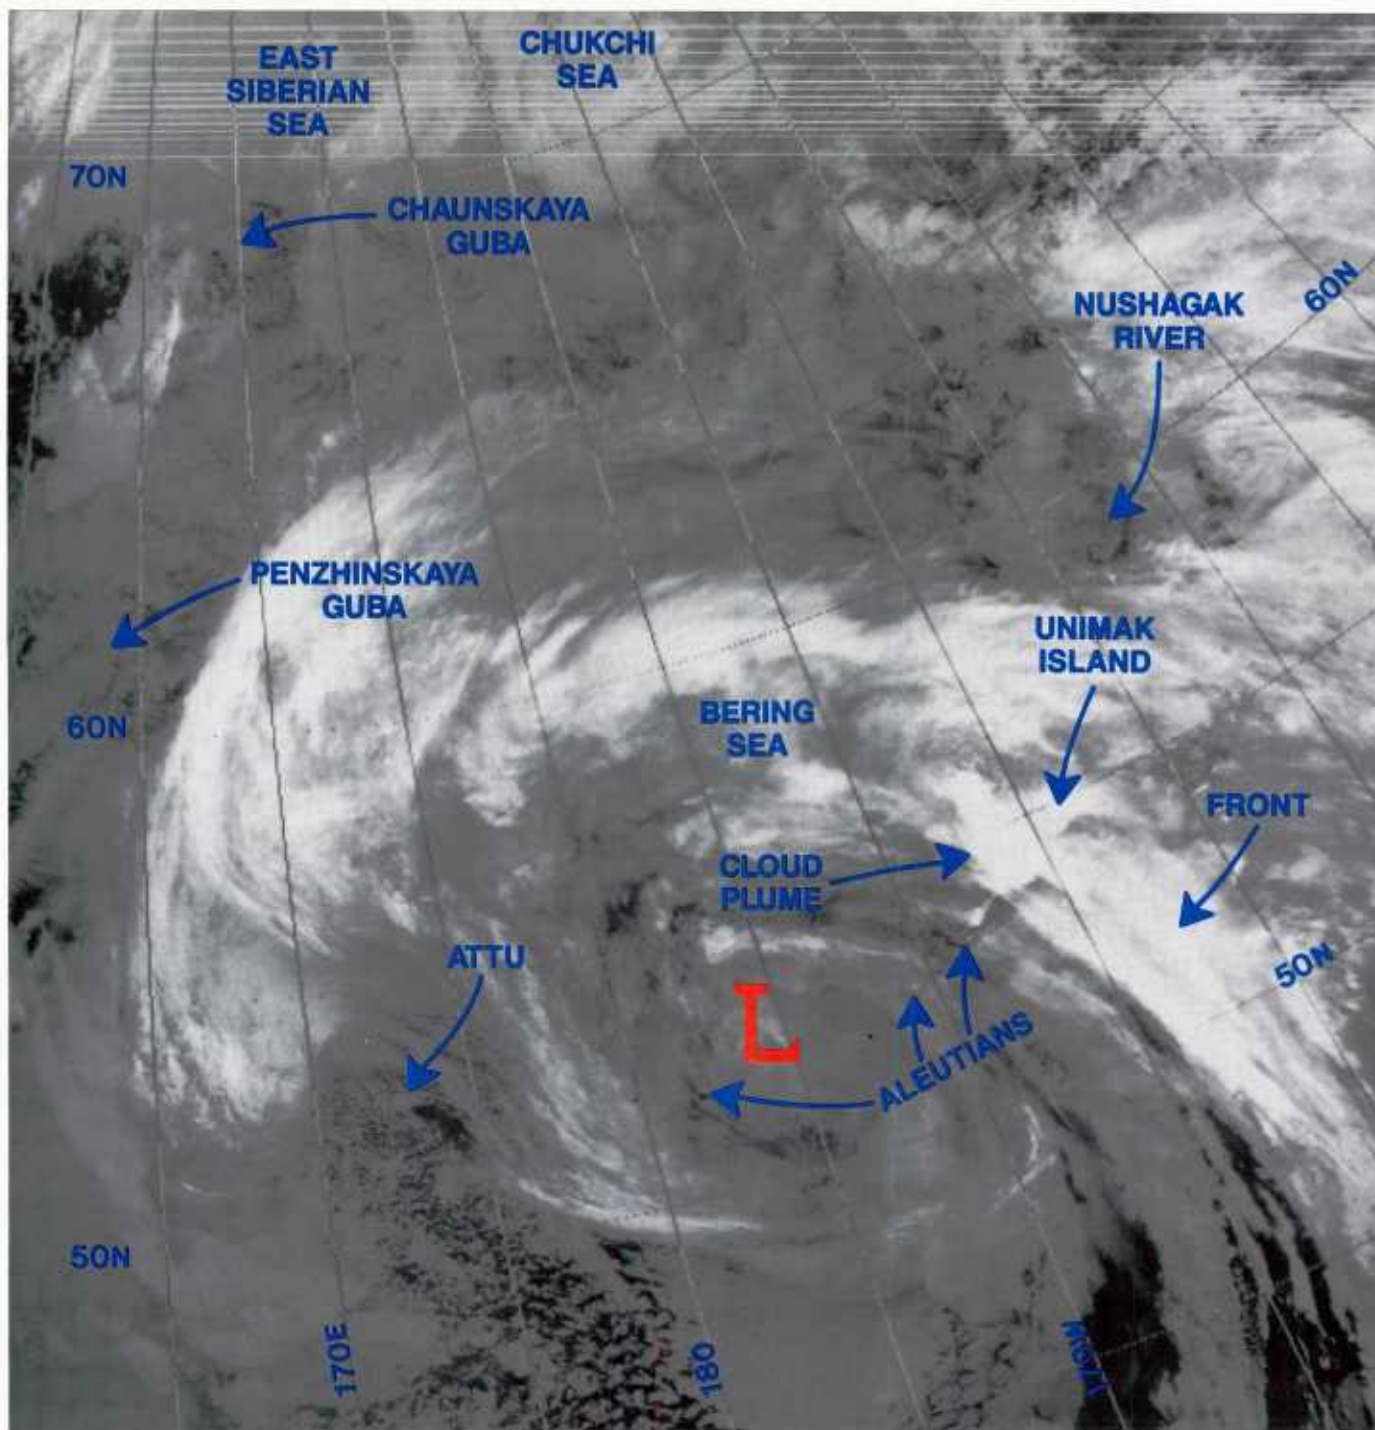 EAST
SIBERIAN
SEA
CHUKCHI
SEA
70N
CHAUNSKAYA
GUBA
60N
NUSHAGAK
RIVER
PENZHINSKAYA
GUBA
UNIMAK
ISLAND
60N
BERING
SEA
FRONT
CLOUD
PLUME
ATTU
50N
L
ALEUTIANS
50N
170E
180
170W